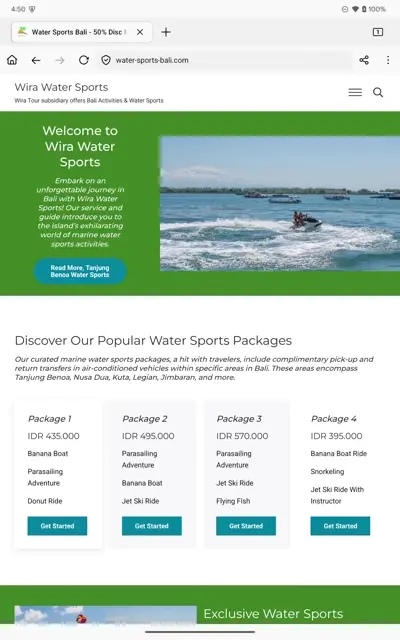 4:50
100%
Water Sports Bali - 50% Disc
1
water-sports-bali.com
Wira Water Sports
Wira Tour subsidiary offers Bali Activities & Water Sports
Welcome to
Wira Water
Sports
Embark on an
unforgettable journey in
Bali with Wira Water
Sports! Our service and
guide introduce you to
the island's exhilarating
world of marine water
sports activities.
Read More, Tanjung
Benoa Water Sports
Discover Our Popular Water Sports Packages
Our curated marine water sports packages, a hit with travelers, include complimentary pick-up and
return transfers in air-conditioned vehicles within specific areas in Bali. These areas encompass
Tanjung Benoa, Nusa Dua, Kuta, Legian, Jimbaran, and more.
Package 1
IDR 435.000
Banana Boat
Parasailing
Adventure
Donut Ride
Get Started
Package 2
IDR 495.000
Parasailing
Adventure
Banana Boat
Jet Ski Ride
Get Started
Package 3
IDR 570.000
Parasailing
Adventure
Jet Ski Ride
Flying Fish
Get Started
Package 4
IDR 395.000
Banana Boat Ride
Snorkeling
Jet Ski Ride With
Instructor
Get Started
Exclusive Water Sports